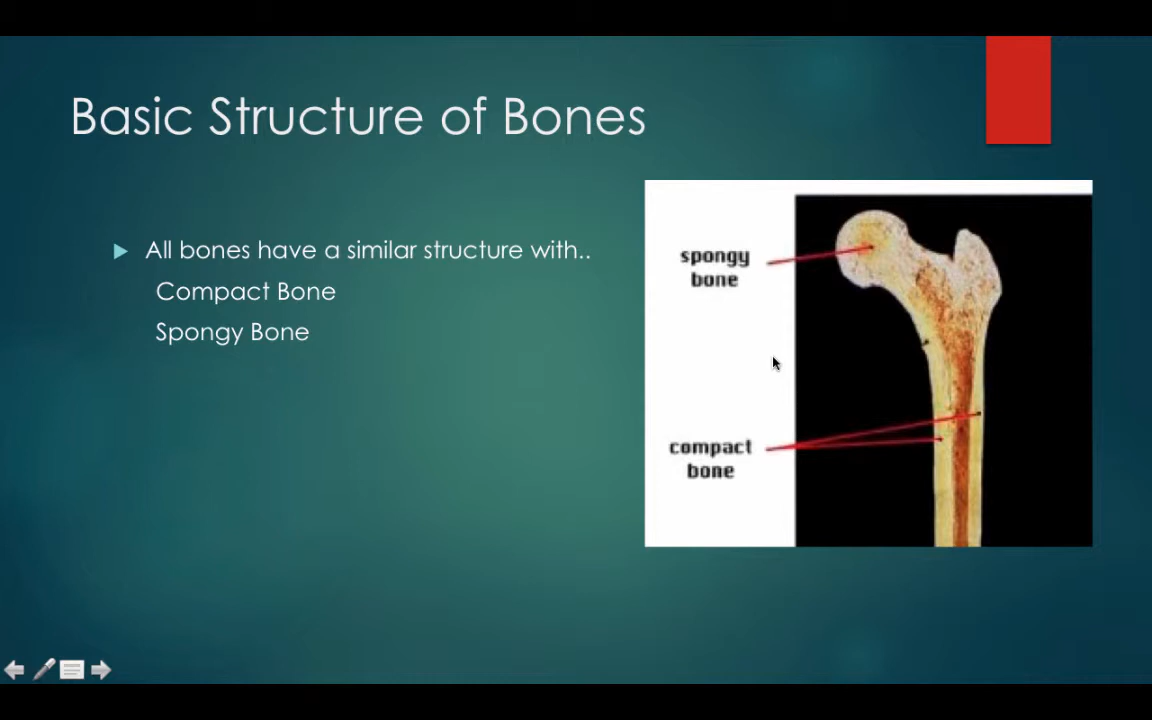 Basic Structure of Bones
All bones have a similar structure with..
Compact Bone
Spongy Bone
spongy
bone
compact
bone